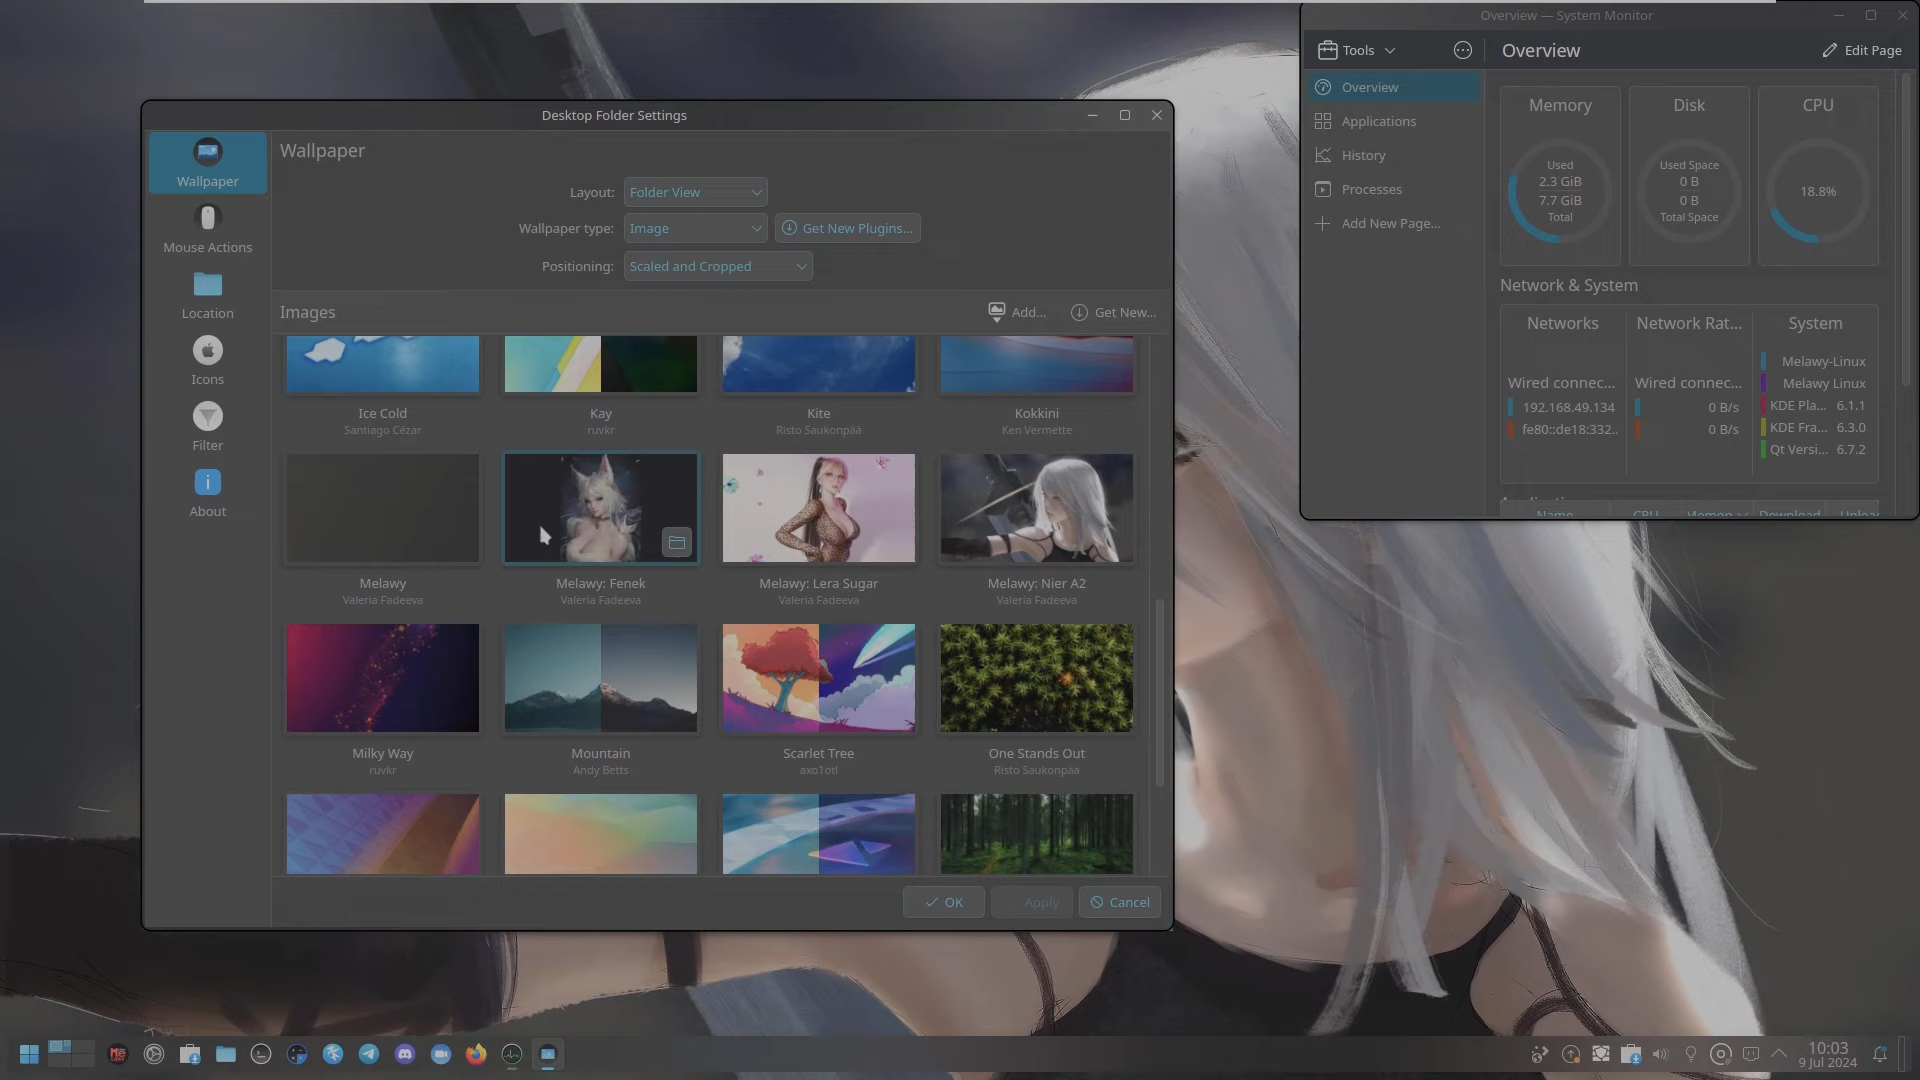 Overview — System Monitor
Tools
Overview
Edit Page
Overview
Applications
History
Processes
Add New Page...
Memory
Used
2.3 GiB
7.7 GiB
Total
Disk
Used Space
0 B
0 B
Total Space
CPU
18.8%
Network & System
Networks
Wired connec...
192.168.49.134
fe80::de18:332..
Network Rat...
Wired connec...
0 B/s
0 B/s
System
Melawy-Linux
Melawy Linux
KDE Pla... 6.1.1
KDE Fra... 6.3.0
Qt Versi... 6.7.2
Name CPU Memory Download Upload
Desktop Folder Settings
Wallpaper
Mouse Actions
Location
Icons
Filter
About
Wallpaper
Layout: Folder View
Wallpaper type: Image Get New Plugins...
Positioning: Scaled and Cropped
Images Add... Get New...
Ice Cold
Santiago Cézar
Kay
ruvkr
Kite
Risto Saukonpää
Kokkini
Ken Vermette
Melawy
Valeria Fadeeva
Melawy: Fenek
Valeria Fadeeva
Melawy: Lera Sugar
Valeria Fadeeva
Melawy: Nier A2
Valeria Fadeeva
Milky Way
ruvkr
Mountain
Andy Betts
Scarlet Tree
axo1otl
One Stands Out
Risto Saukonpää
OK Apply Cancel
Me
10:03
9 Jul 2024